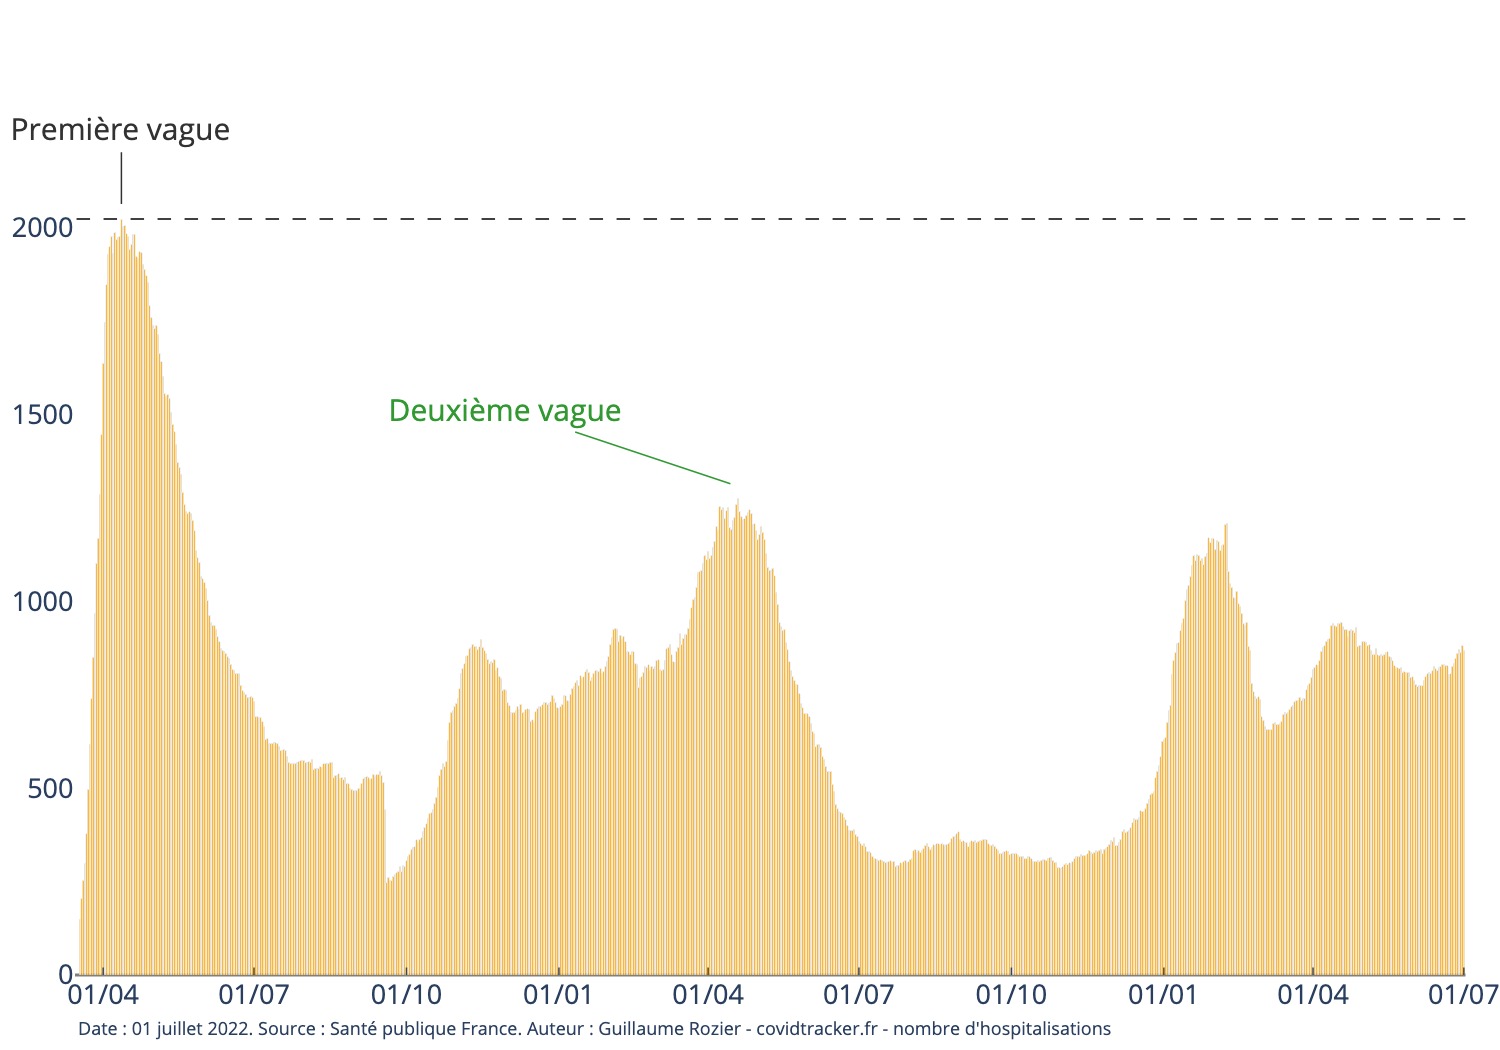 Première vague
2000
1500
Deuxième vague
1000
500
0
01/04 01/07 01/10 01/01 01/04 01/07 01/10 01/01 01/04 01/07
Date : 01 juillet 2022. Source : Santé publique France. Auteur : Guillaume Rozier - covidtracker.fr - nombre d'hospitalisations